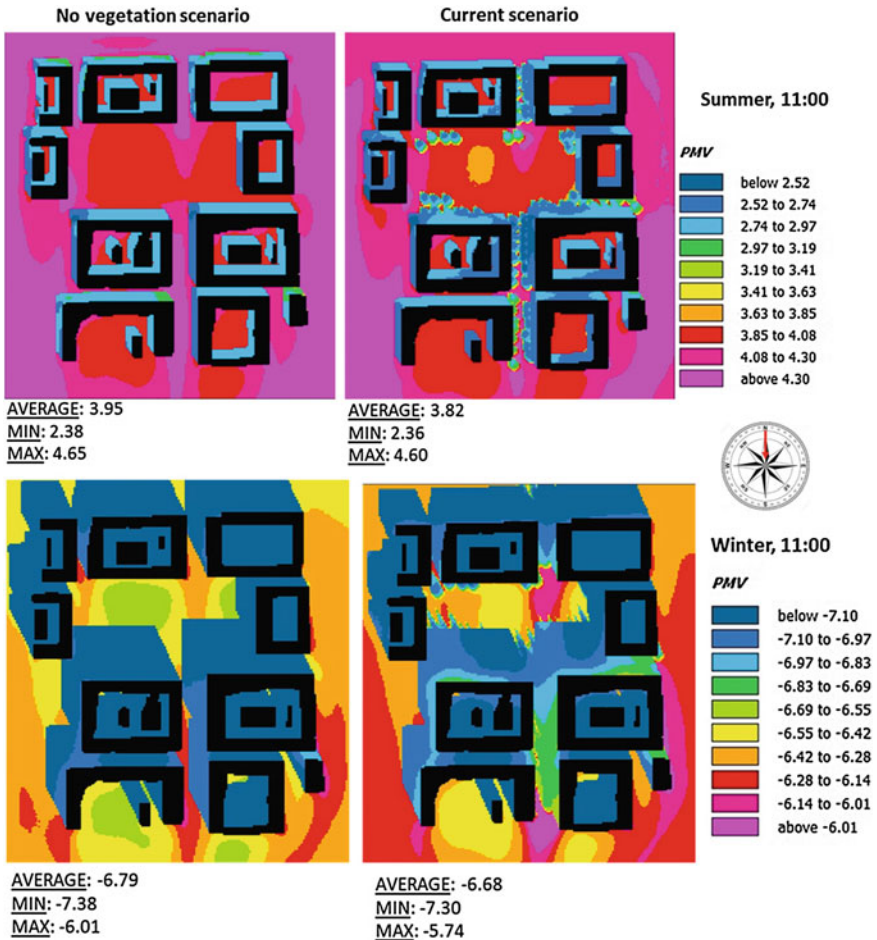 No vegetation scenario
Current scenario
Summer, 11:00
PMV
below 2.52
2.52 to 2.74
2.74 to 2.97
2.97 to 3.19
3.19 to 3.41
3.41 to 3.63
3.63 to 3.85
3.85 to 4.08
4.08 to 4.30
above 4.30
AVERAGE: 3.95
MIN: 2.38
MAX: 4.65
AVERAGE: 3.82
MIN: 2.36
MAX: 4.60
Winter, 11:00
PMV
below -7.10
-7.10 to -6.97
-6.97 to -6.83
-6.83 to -6.69
-6.69 to -6.55
-6.55 to -6.42
-6.42 to -6.28
-6.28 to -6.14
-6.14 to -6.01
above -6.01
AVERAGE: -6.79
MIN: -7.38
MAX: -6.01
AVERAGE: -6.68
MIN: -7.30
MAX: -5.74